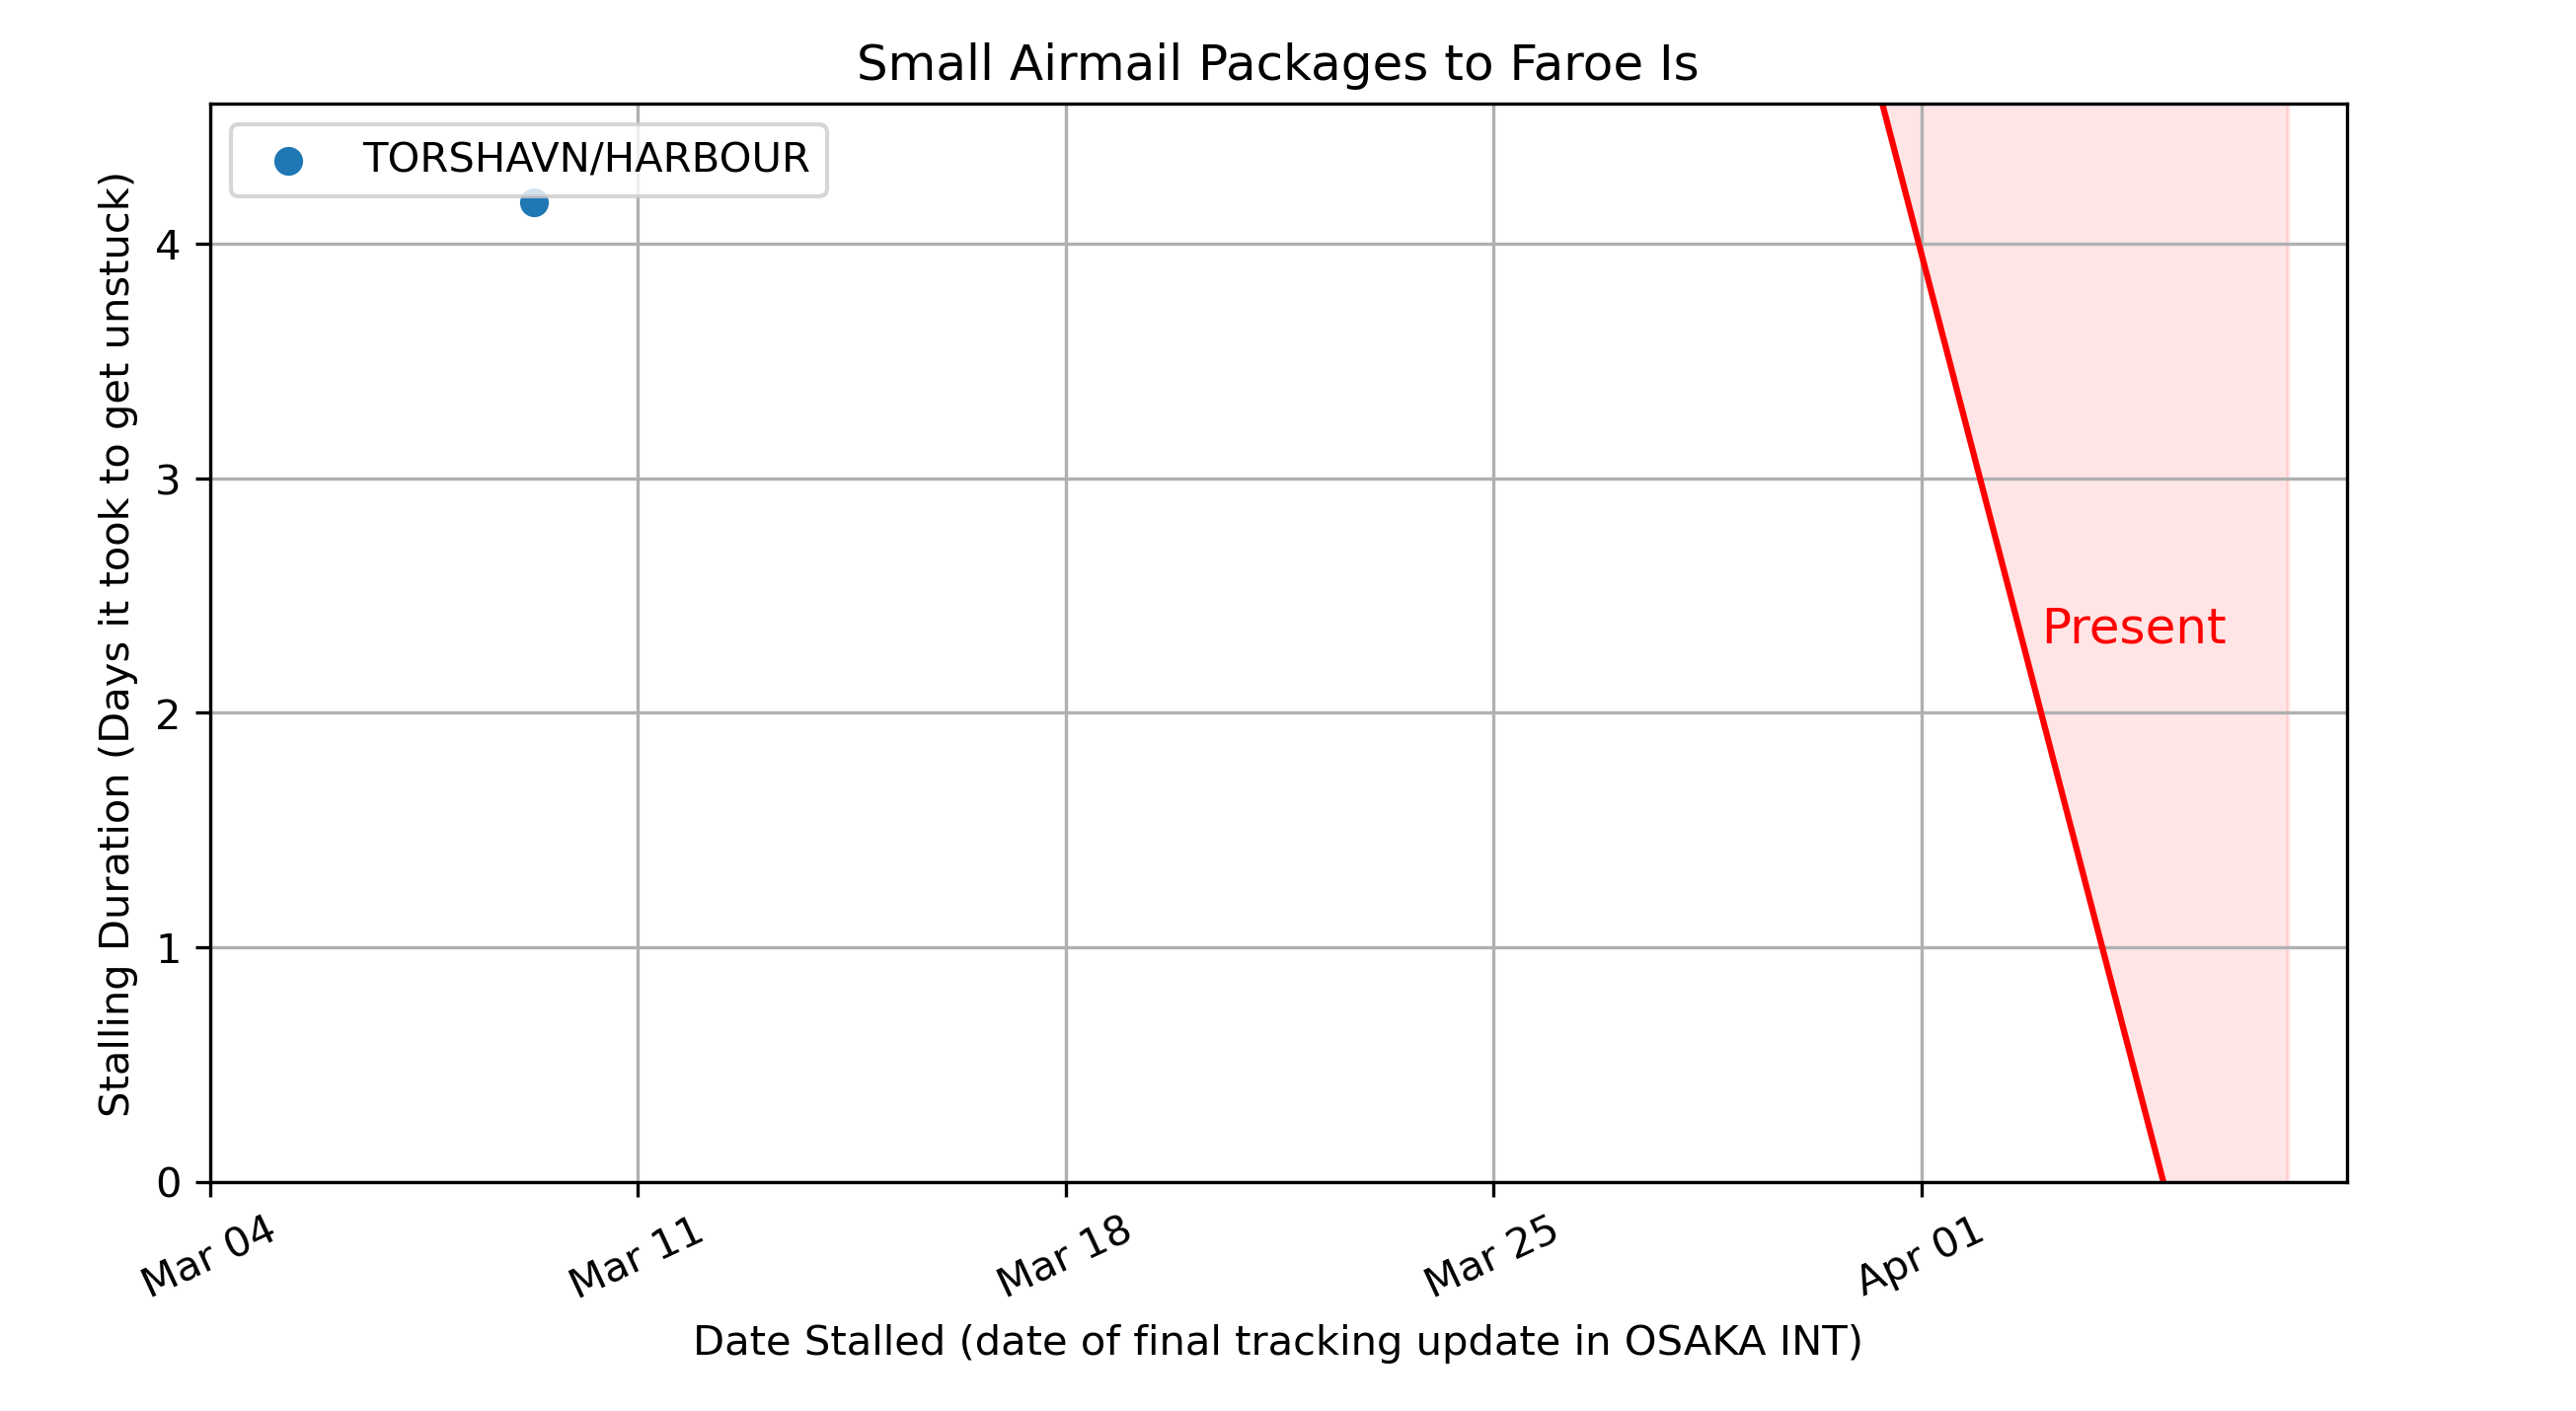 Small Airmail Packages to Faroe Is
TORSHAVN/HARBOUR
Stalling Duration (Days it took to get unstuck)
4
3
2
1
0
Present
Mar 04
Mar 11
Mar 18
Mar 25
Apr 01
Date Stalled (date of final tracking update in OSAKA INT)